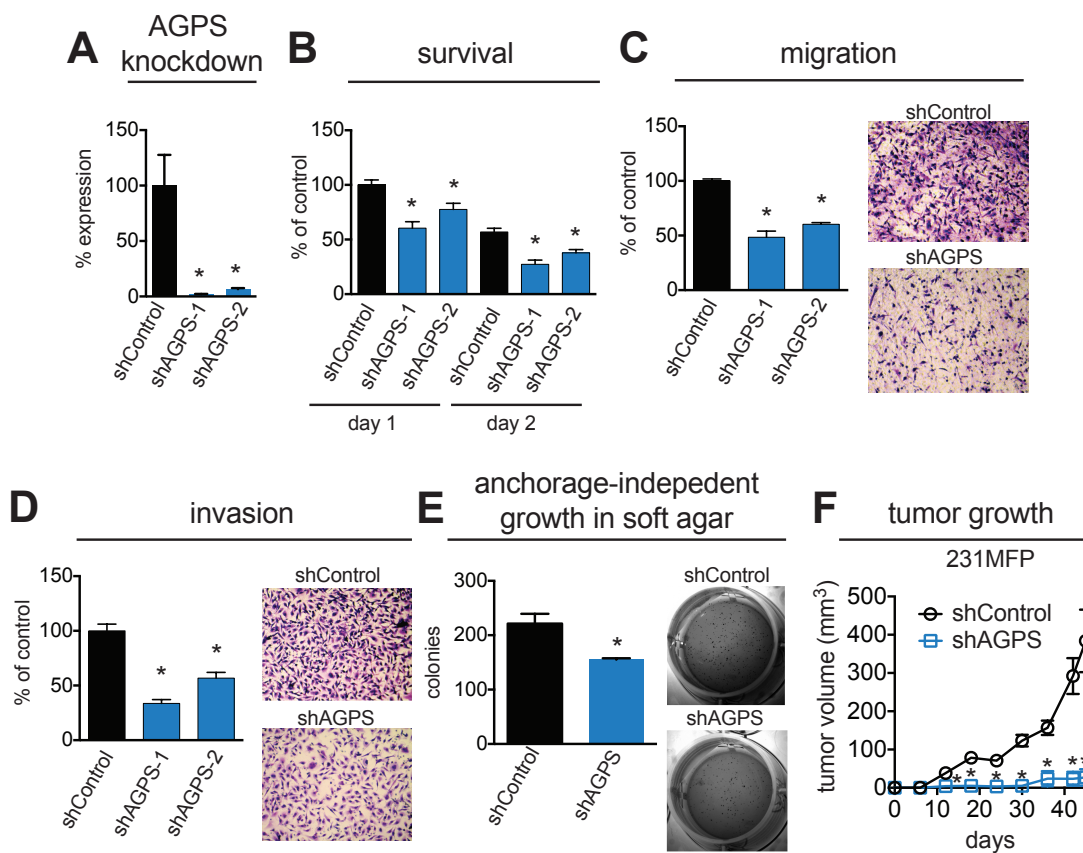 A
AGPS
knockdown
% expression
150
100
50
0
shControl
shAGPS-1
shAGPS-2
* *
B
survival
% of control
150
100
50
0
* * * *
shControl
shAGPS-1
shAGPS-2
shControl
shAGPS-1
shAGPS-2
day 1
day 2
C
migration
% of control
150
100
50
0
* *
shControl
shAGPS-1
shAGPS-2
shControl
shAGPS
D
invasion
% of control
150
100
50
0
* *
shControl
shAGPS-1
shAGPS-2
shControl
shAGPS
E
anchorage-indepedent
growth in soft agar
colonies
300
200
100
0
*
shControl
shAGPS
shControl
shAGPS
F
tumor growth
231MFP
tumor volume (mm³)
500
400
300
200
100
0
shControl
shAGPS
* * * * * * *
0 10 20 30 40
days